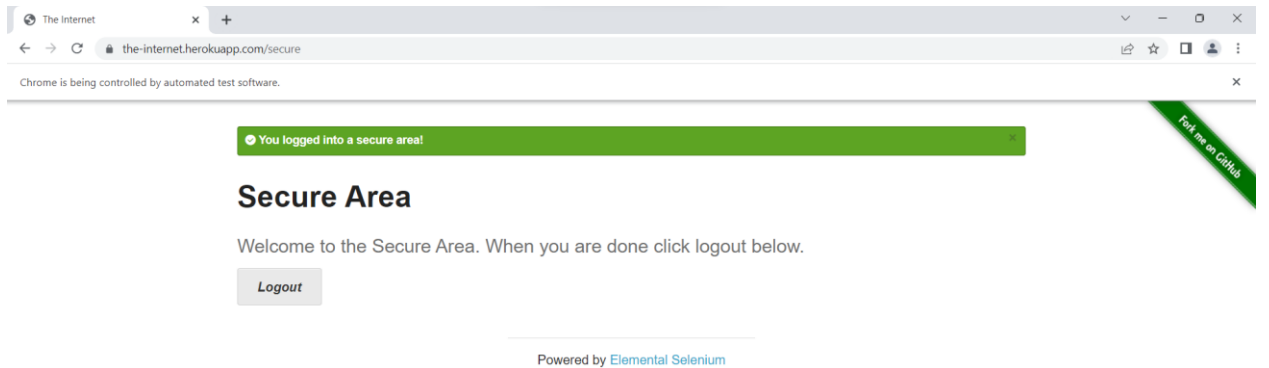 The Internet
the-internet.herokuapp.com/secure
Chrome is being controlled by automated test software.
Fork me on GitHub
You logged into a secure area!
Secure Area
Welcome to the Secure Area. When you are done click logout below.
Logout
Powered by Elemental Selenium